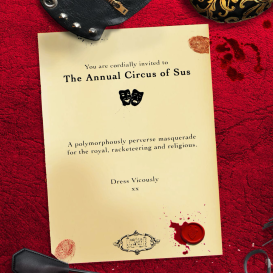 You are cordially invited to
The Annual Circus of Sus
A polymorphously perverse masquerade
for the royal, racketeering and religious.
Dress Viciously
xx